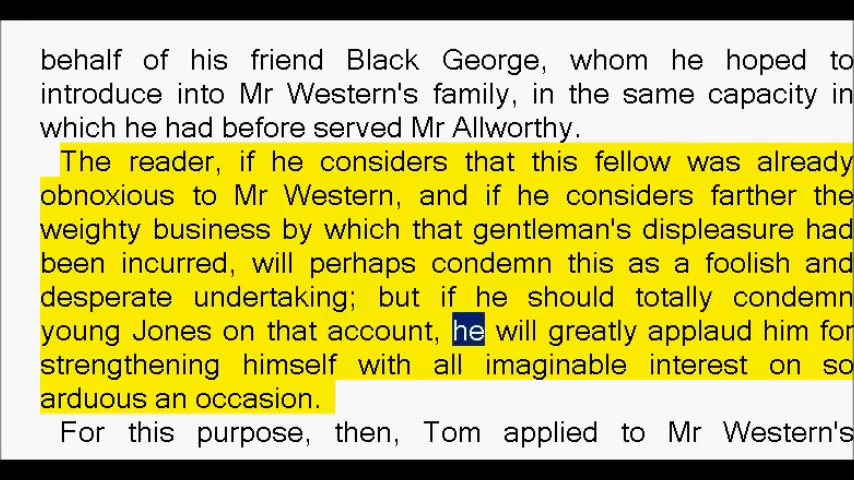 behalf of his friend Black George, whom he hoped to
introduce into Mr Western's family, in the same capacity in
which he had before served Mr Allworthy.
The reader, if he considers that this fellow was already
obnoxious to Mr Western, and if he considers farther the
weighty business by which that gentleman's displeasure had
been incurred, will perhaps condemn this as a foolish and
desperate undertaking; but if he should totally condemn
young Jones on that account, he will greatly applaud him for
strengthening himself with all imaginable interest on so
arduous an occasion.
For this purpose, then, Tom applied to Mr Western's